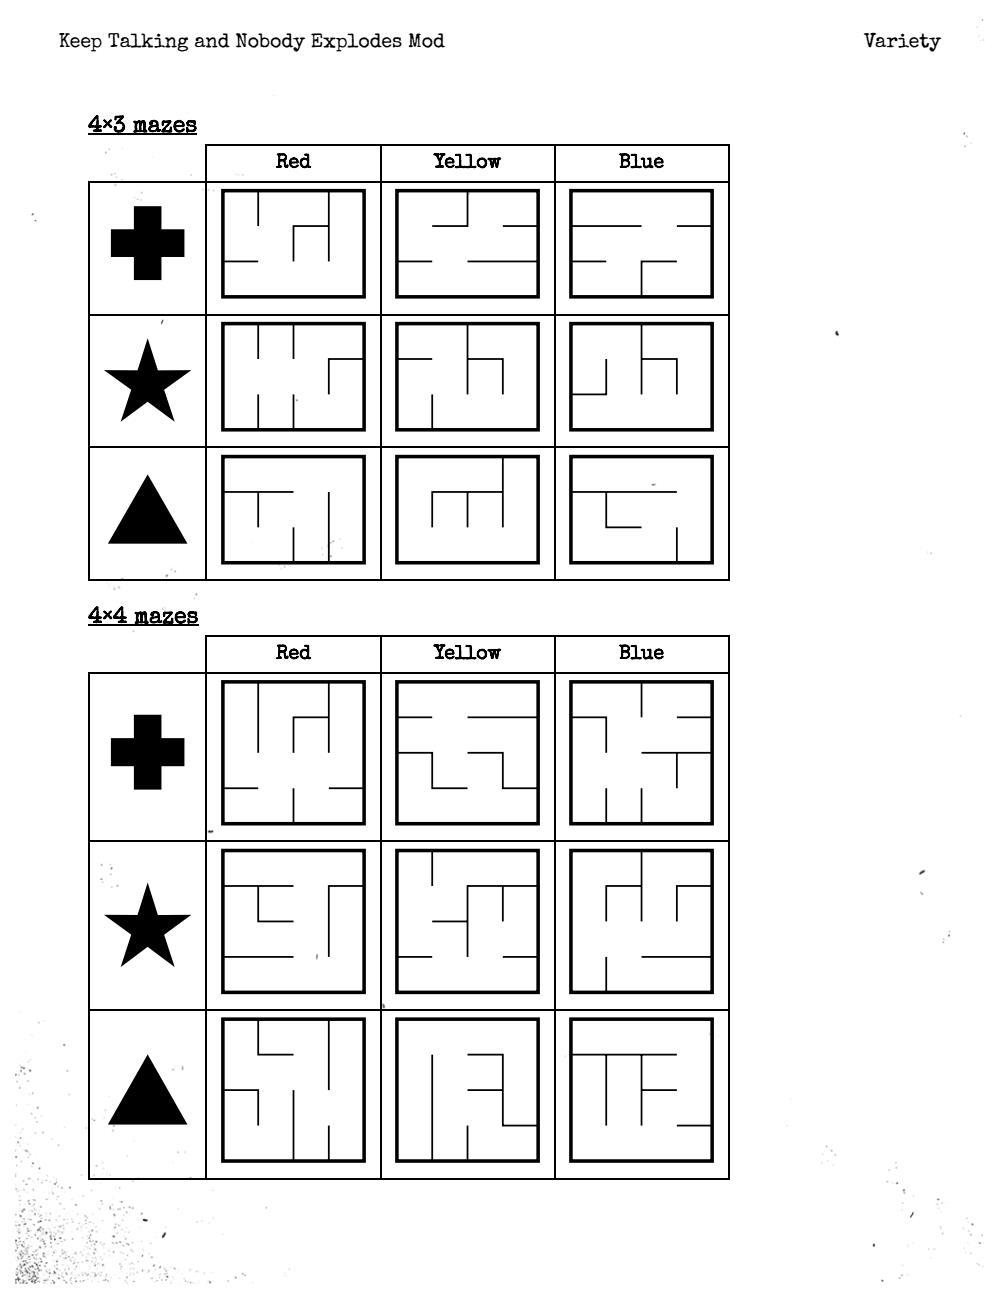 Keep Talking and Nobody Explodes Mod
Variety
4×3 mazes
Red Yellow Blue
4×4 mazes
Red Yellow Blue